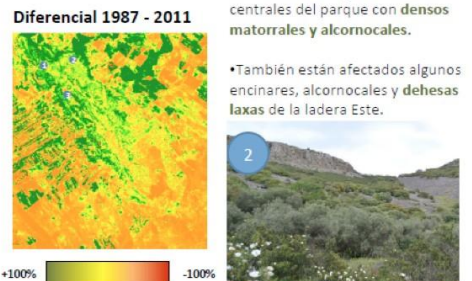 Diferencial 1987 - 2011
+100%
-100%
centrales del parque con densos
matorrales y alcornocales.
•También están afectados algunos
encinares, alcornocales y dehesas
laxas de la ladera Este.
2